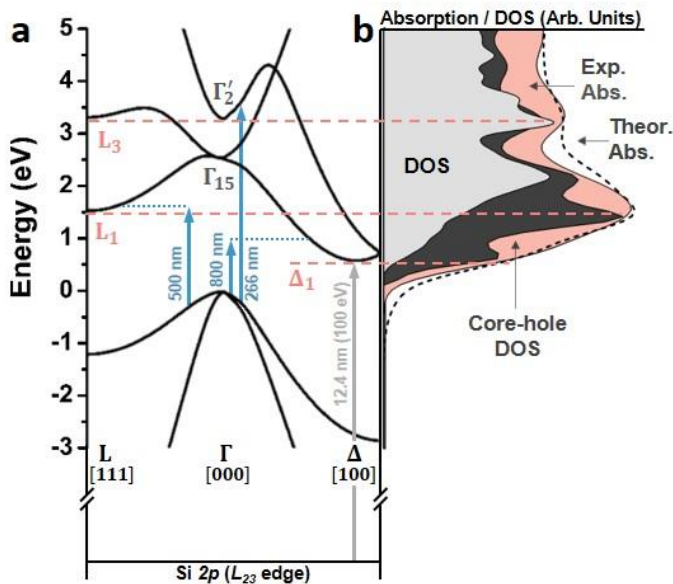 a
b
Absorption / DOS (Arb. Units)
Energy (eV)
5
4
3
2
1
0
-1
-2
-3
Γ′₂
Γ₁₅
L₃
L₁
Δ₁
500 nm
800 nm
266 nm
12.4 nm (100 eV)
L
[111]
Γ
[000]
Δ
[100]
Si 2p (L₂₃ edge)
Exp.
Abs.
Theor.
Abs.
DOS
Core-hole
DOS